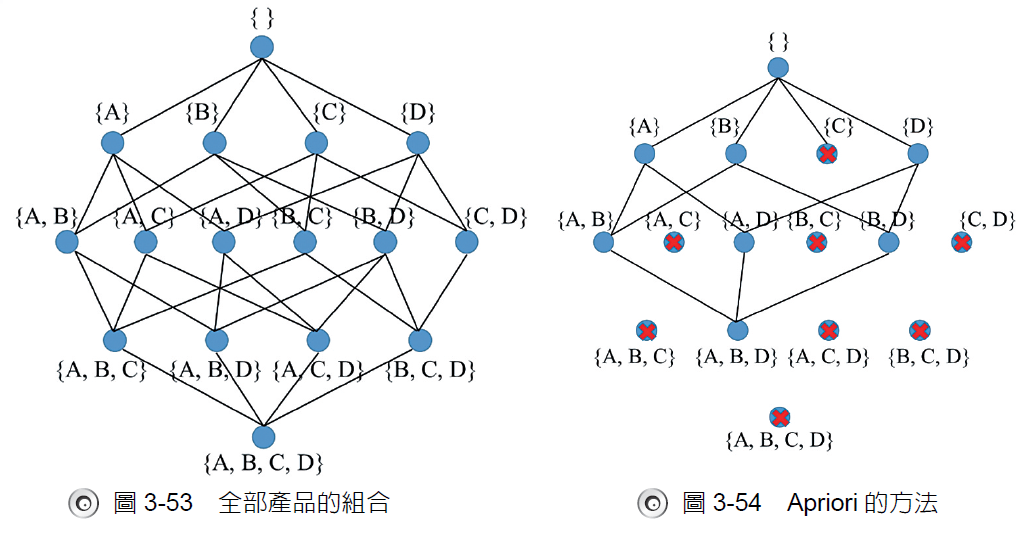 { }
{A} {B} {C} {D}
{A, B} {A, C} {A, D} {B, C} {B, D} {C, D}
{A, B, C} {A, B, D} {A, C, D} {B, C, D}
{A, B, C, D}
圖 3-53 全部產品的組合
{ }
{A} {B} {C} {D}
{A, B} {A, C} {A, D} {B, C} {B, D} {C, D}
{A, B, C} {A, B, D} {A, C, D} {B, C, D}
{A, B, C, D}
圖 3-54 Apriori 的方法